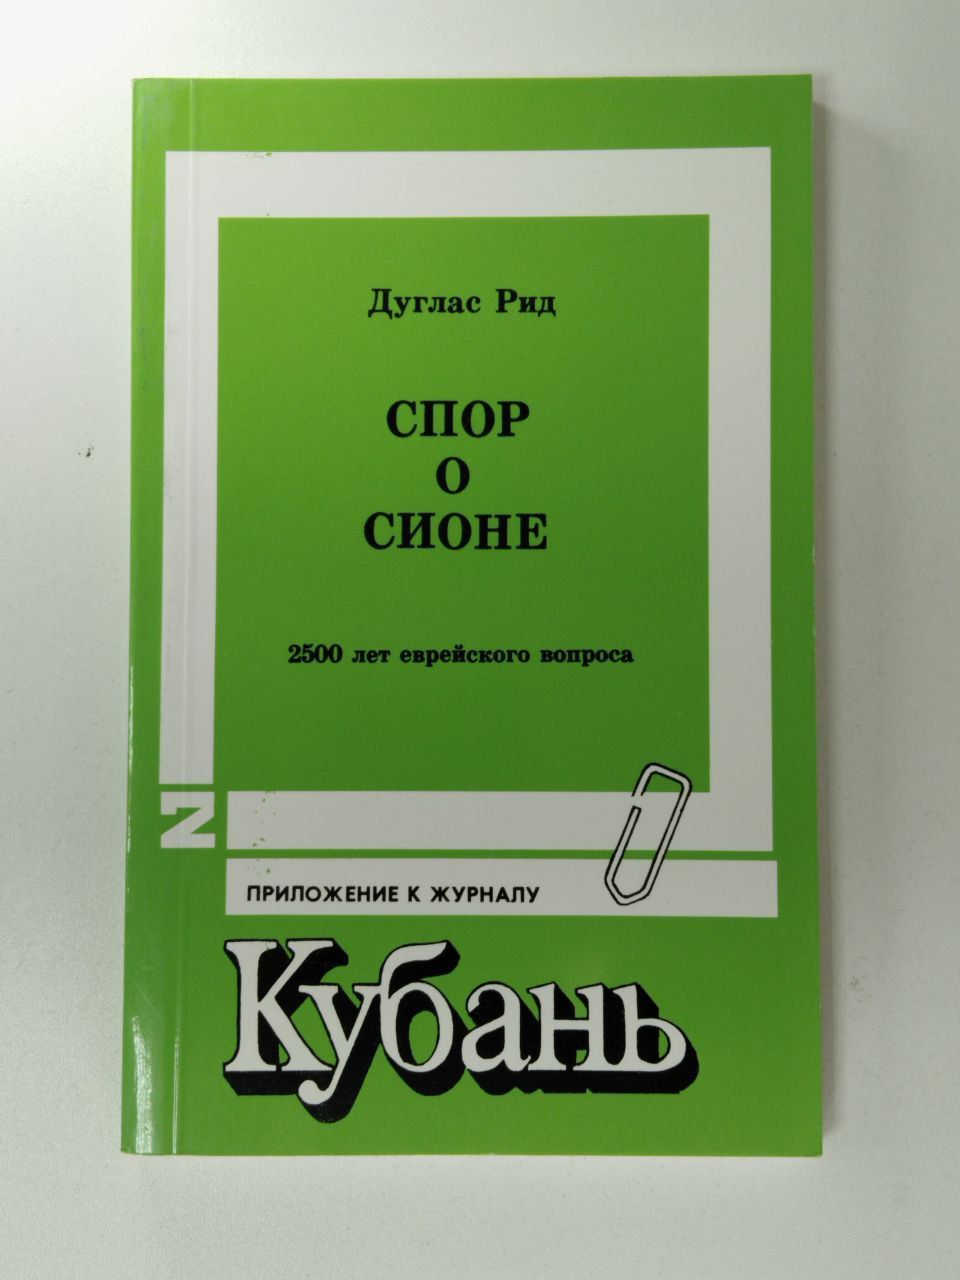 Дуглас Рид
СПОР
О
СИОНЕ
2500 лет еврейского вопроса
ПРИЛОЖЕНИЕ К ЖУРНАЛУ
Кубань